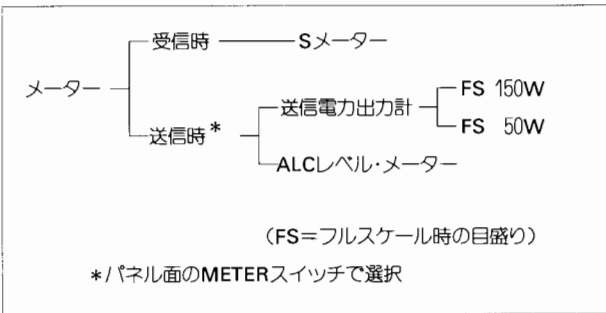 受信時 Sメーター
メーター
送信電力出力計
FS 150W
FS 50W
送信時*
ALCレベル・メーター
(FS=フルスケール時の目盛り)
*パネル面のMETERスイッチで選択